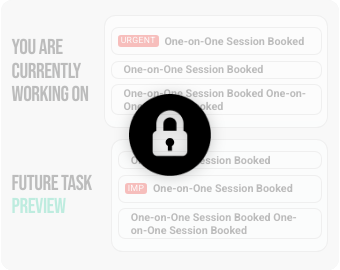 YOU ARE
CURRENTLY
WORKING ON
URGENT One-on-One Session Booked
One-on-One Session Booked
One-on-One Session Booked One-on-
One Booked
FUTURE TASK
PREVIEW
Session Booked
IMP One-on-One Session Booked
One-on-One Session Booked One-
on-One Session Booked